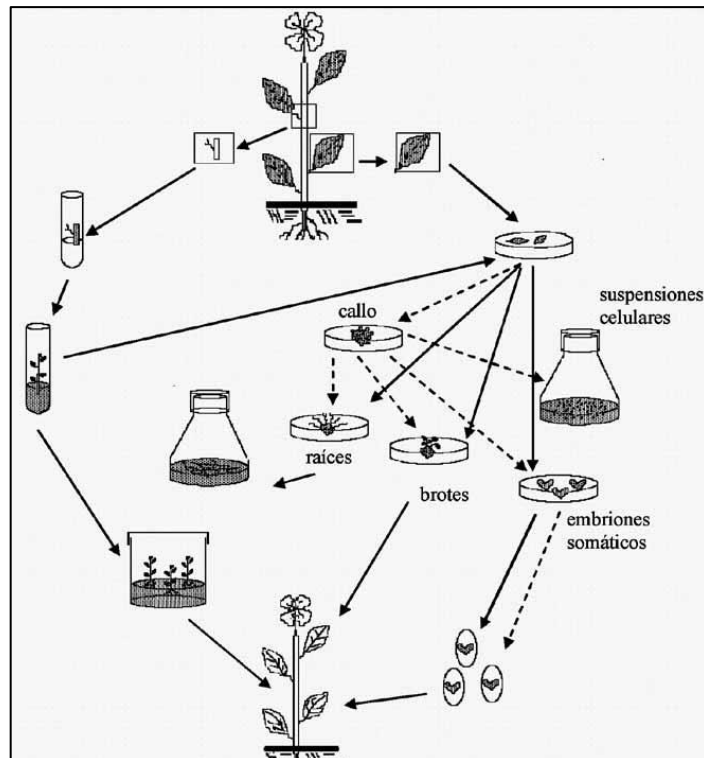 suspensiones
celulares
callo
raíces
brotes
embriones
somáticos